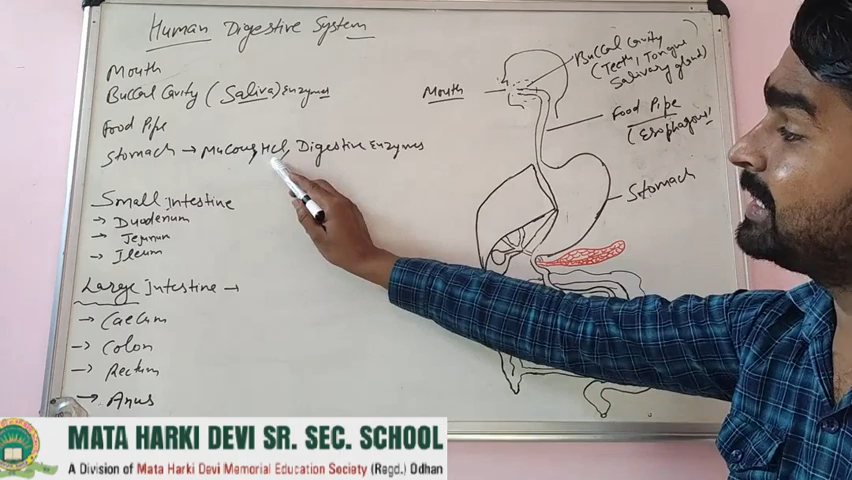 Human Digestive System
Mouth
Buccal Cavity (Saliva) Enzymes
Food Pipe
Stomach → Mucous, HCl, Digestive Enzymes
Small Intestine
→ Duodenum
→ Jejunum
→ Ileum
Large Intestine →
→ Caecum
→ Colon
→ Rectum
→ Anus
Mouth
Buccal Cavity
(Teeth, Tongue
Salivary gland)
Food Pipe
(Esophagous)
Stomach
MATA HARKI DEVI SR. SEC. SCHOOL
A Division of Mata Harki Devi Memorial Education Society (Regd.) Odhan